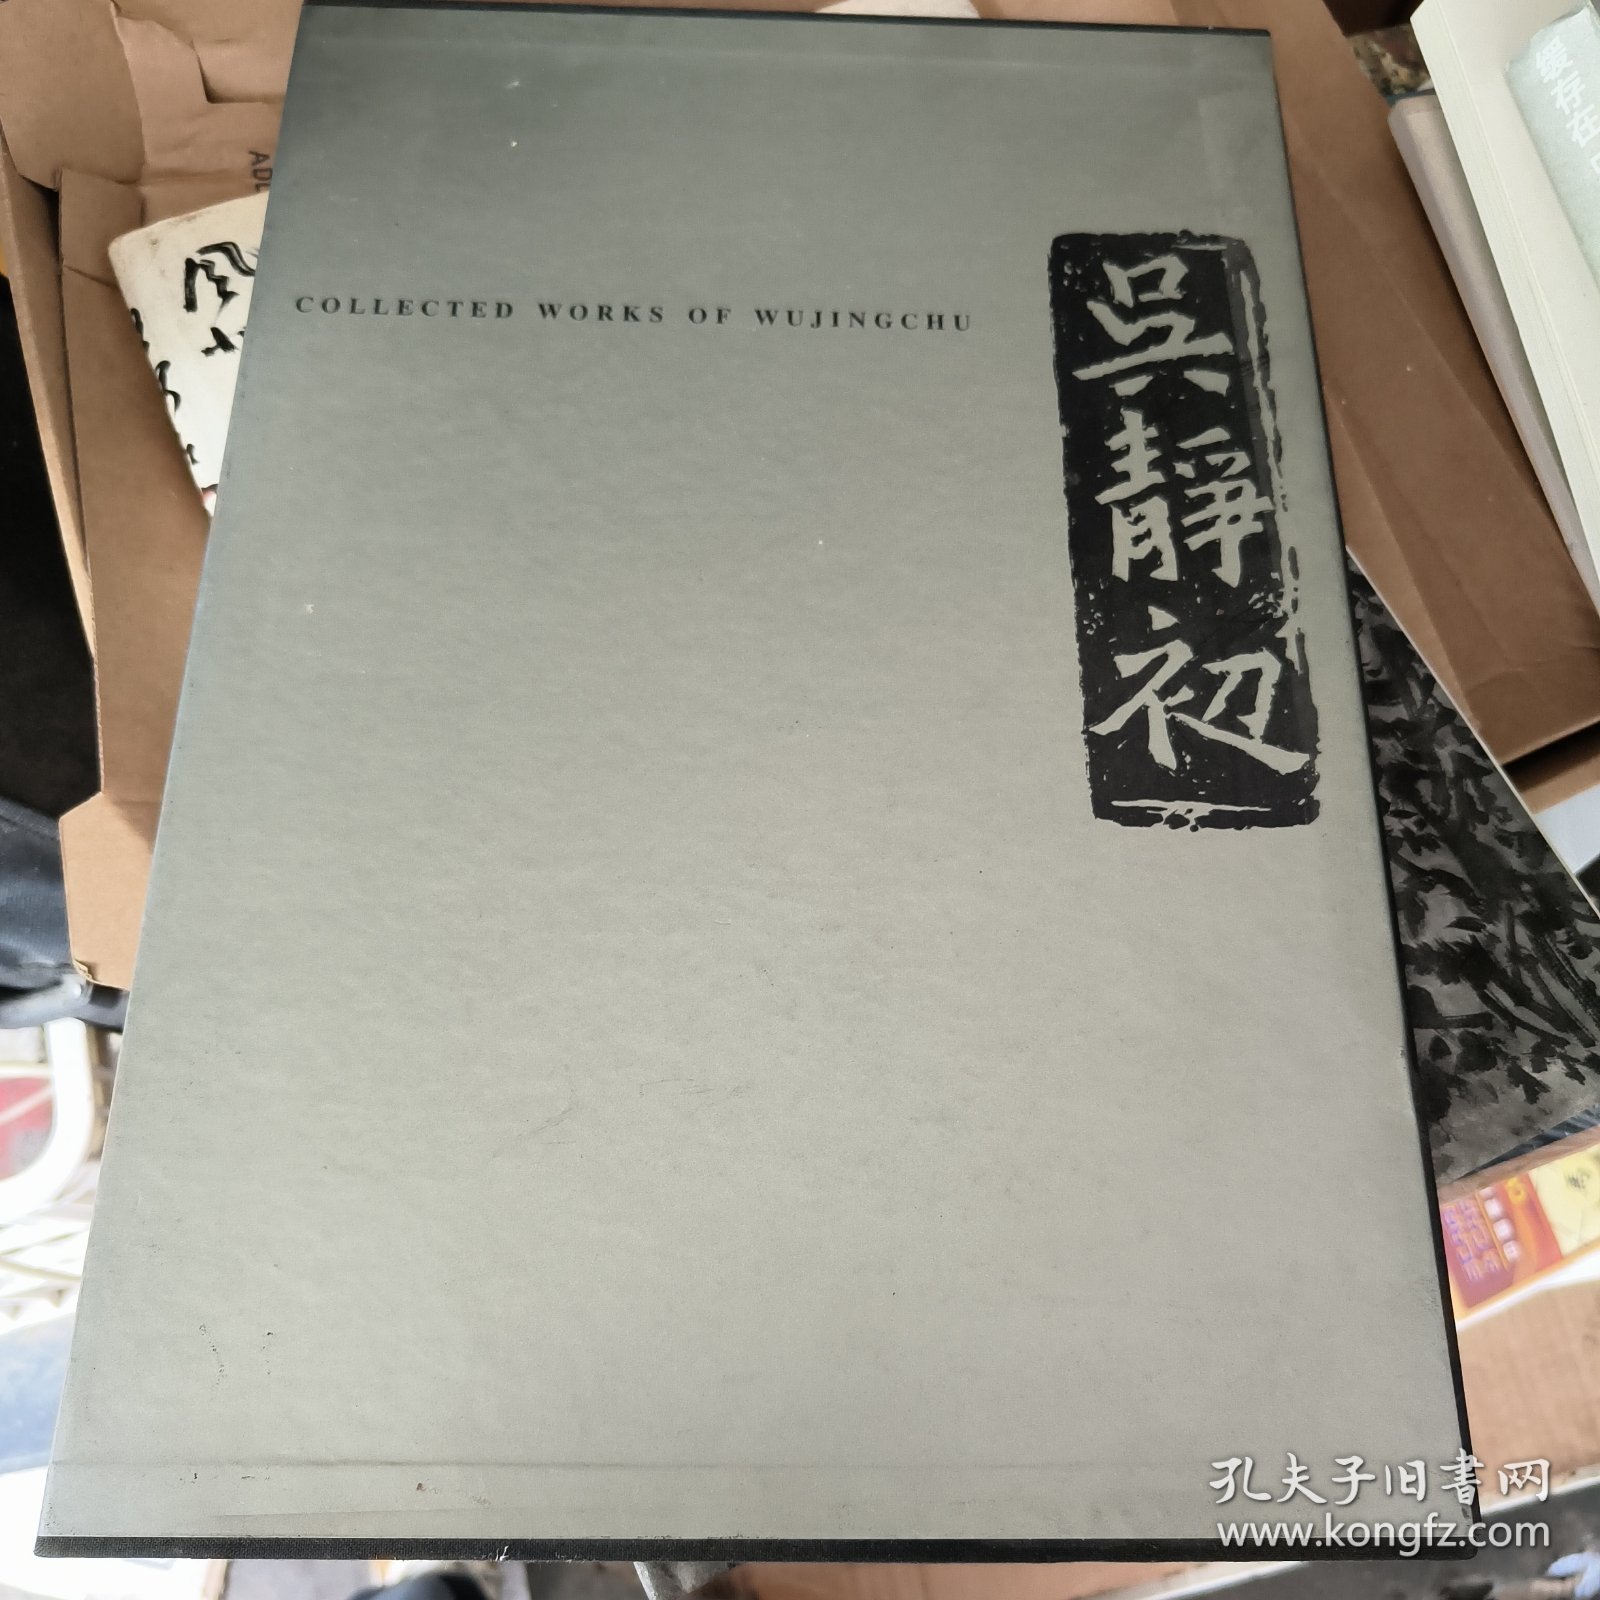 COLLECTED WORKS OF WUJINGCHU
吳靜初
孔夫子旧書网
www.kongfz.com